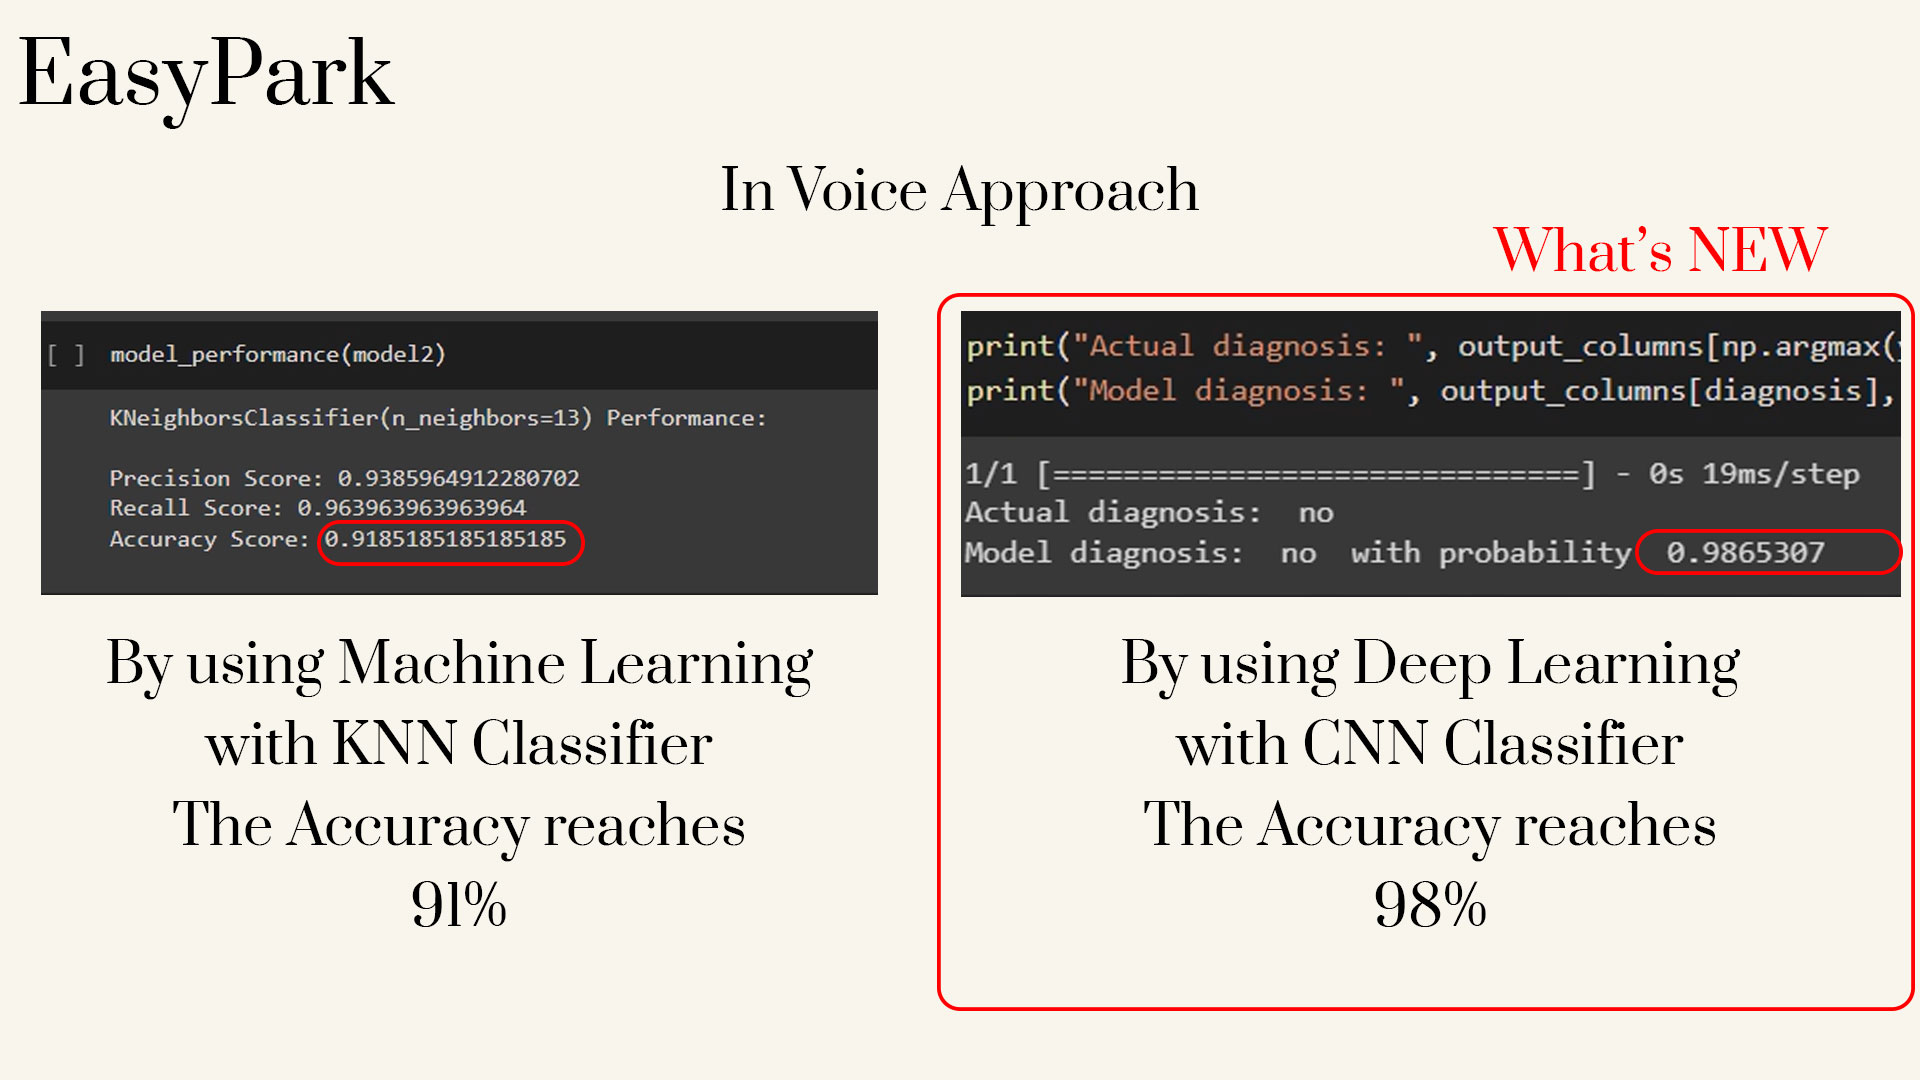 EasyPark
In Voice Approach
What's NEW
[ ] model_performance(model2)
KNeighborsClassifier(n_neighbors=13) Performance:
Precision Score: 0.9385964912280702
Recall Score: 0.963963963963964
Accuracy Score: 0.9185185185185185
By using Machine Learning
with KNN Classifier
The Accuracy reaches
91%
print("Actual diagnosis: ", output_columns[np.argmax(y
print("Model diagnosis: ", output_columns[diagnosis],
1/1 [==============================] - 0s 19ms/step
Actual diagnosis:  no
Model diagnosis:  no  with probability  0.9865307
By using Deep Learning
with CNN Classifier
The Accuracy reaches
98%